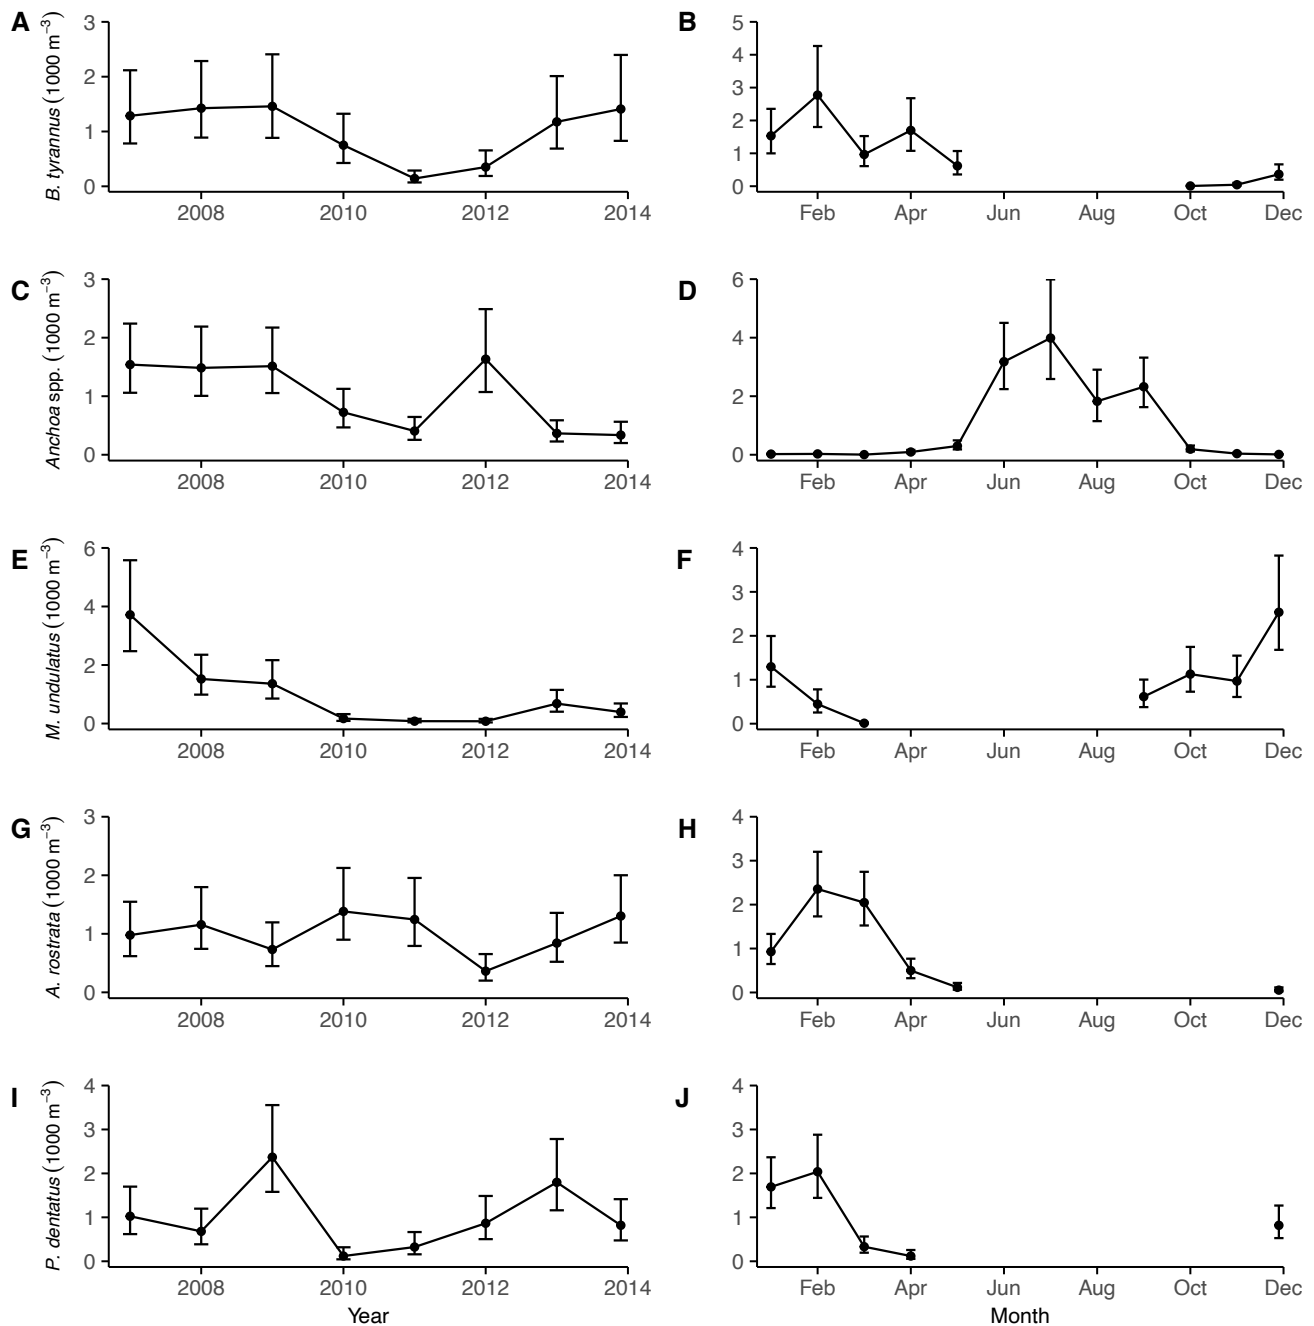 A
B. tyrannus (1000 m⁻³)
3
2
1
0
2008 2010 2012 2014
B
5
4
3
2
1
0
Feb Apr Jun Aug Oct Dec
C
Anchoa spp. (1000 m⁻³)
3
2
1
0
2008 2010 2012 2014
D
6
4
2
0
Feb Apr Jun Aug Oct Dec
E
M. undulatus (1000 m⁻³)
6
4
2
0
2008 2010 2012 2014
F
4
3
2
1
0
Feb Apr Jun Aug Oct Dec
G
A. rostrata (1000 m⁻³)
3
2
1
0
2008 2010 2012 2014
H
4
3
2
1
0
Feb Apr Jun Aug Oct Dec
I
P. dentatus (1000 m⁻³)
4
3
2
1
0
2008 2010 2012 2014
Year
J
4
3
2
1
0
Feb Apr Jun Aug Oct Dec
Month